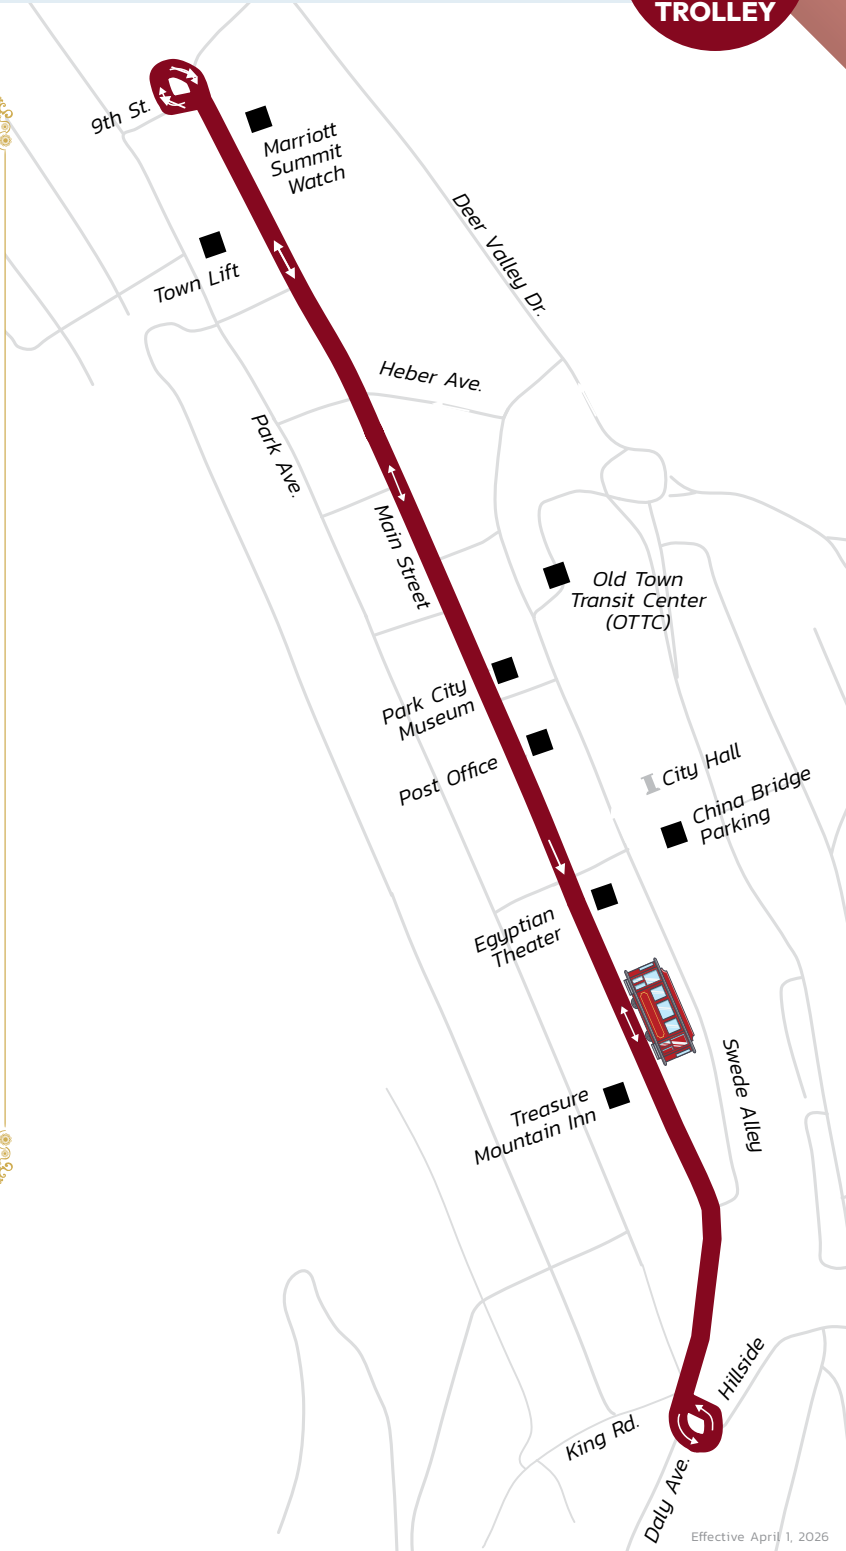 TROLLEY
9th St.
Marriott
Summit
Watch
Deer Valley Dr.
Town Lift
Heber Ave.
Park Ave.
Main Street
Old Town
Transit Center
(OTTC)
Park City
Museum
Post Office
City Hall
China Bridge
Parking
Egyptian
Theater
Swede Alley
Treasure
Mountain Inn
Hillside
King Rd.
Daly Ave.
Effective April 1, 2026